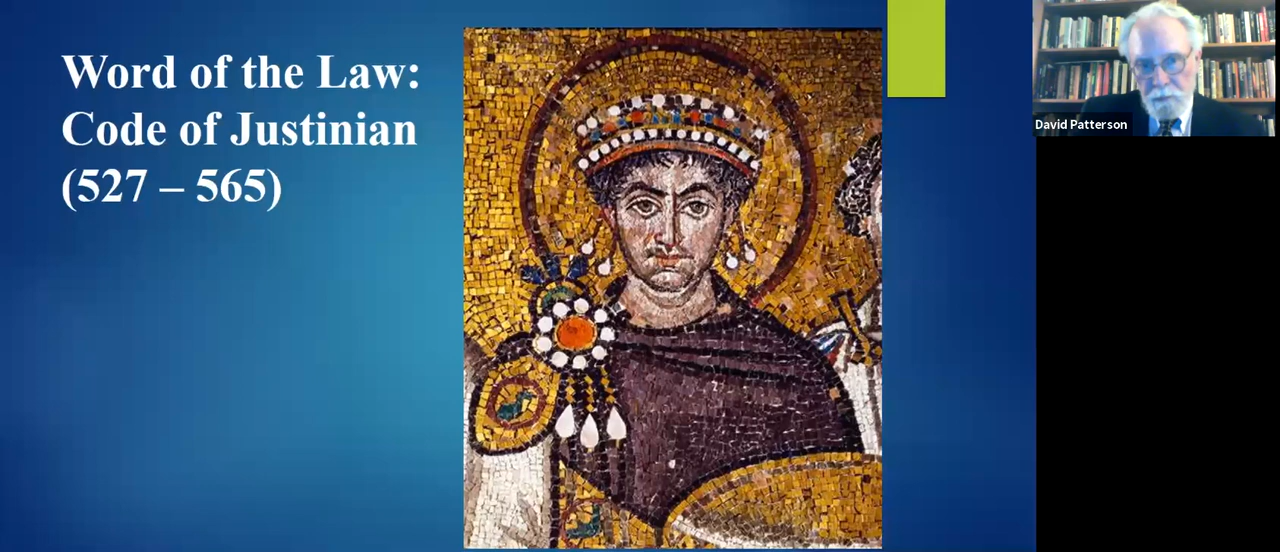 Word of the Law:
Code of Justinian
(527 – 565)
David Patterson